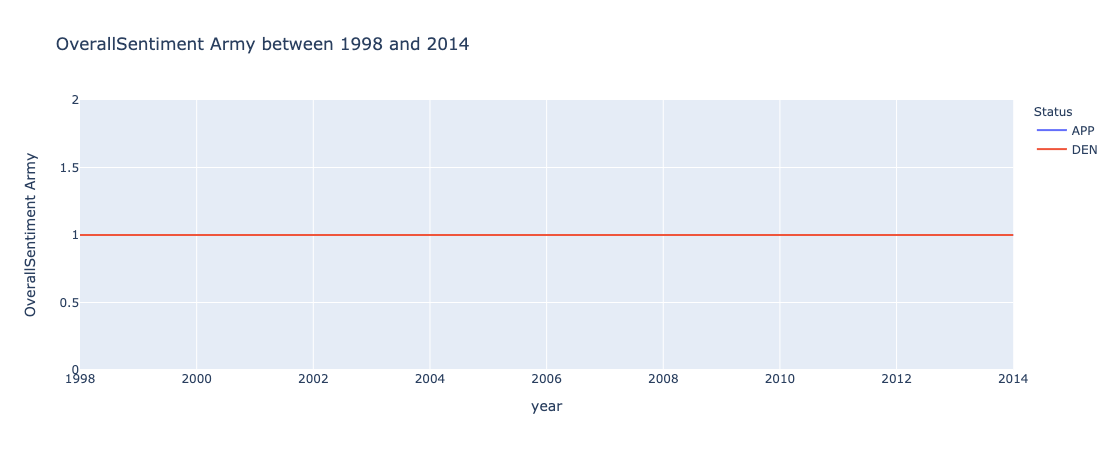 OverallSentiment Army between 1998 and 2014
Status
APP
DEN
OverallSentiment Army
2
1.5
1
0.5
0
1998 2000 2002 2004 2006 2008 2010 2012 2014
year